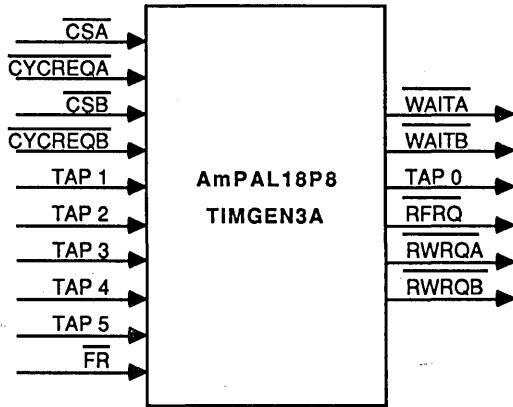 CSA
CYCREQA
CSB
CYCREQB
TAP 1
TAP 2
TAP 3
TAP 4
TAP 5
FR
AmPAL18P8
TIMGEN3A
WAITA
WAITB
TAP 0
RFRQ
RWRQA
RWRQB